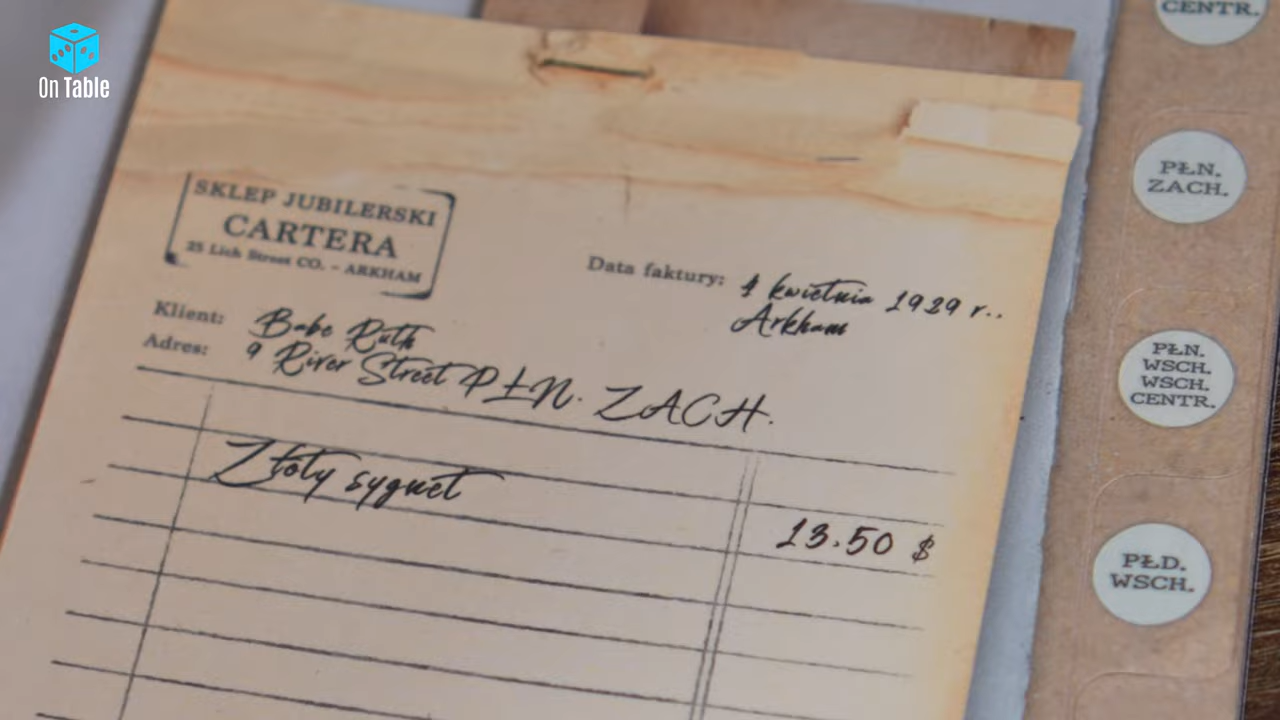 On Table
SKLEP JUBILERSKI
CARTERA
25 Lich Street CO. – ARKHAM
Data faktury: 1 kwietnia 1929 r..
Arkham
Klient: Babe Ruth
Adres: 9 River Street PŁN. ZACH.
Złoty sygnet
13.50 $
CENTR.
PŁN.
ZACH.
PŁN.
WSCH.
WSCH.
CENTR.
PŁD.
WSCH.